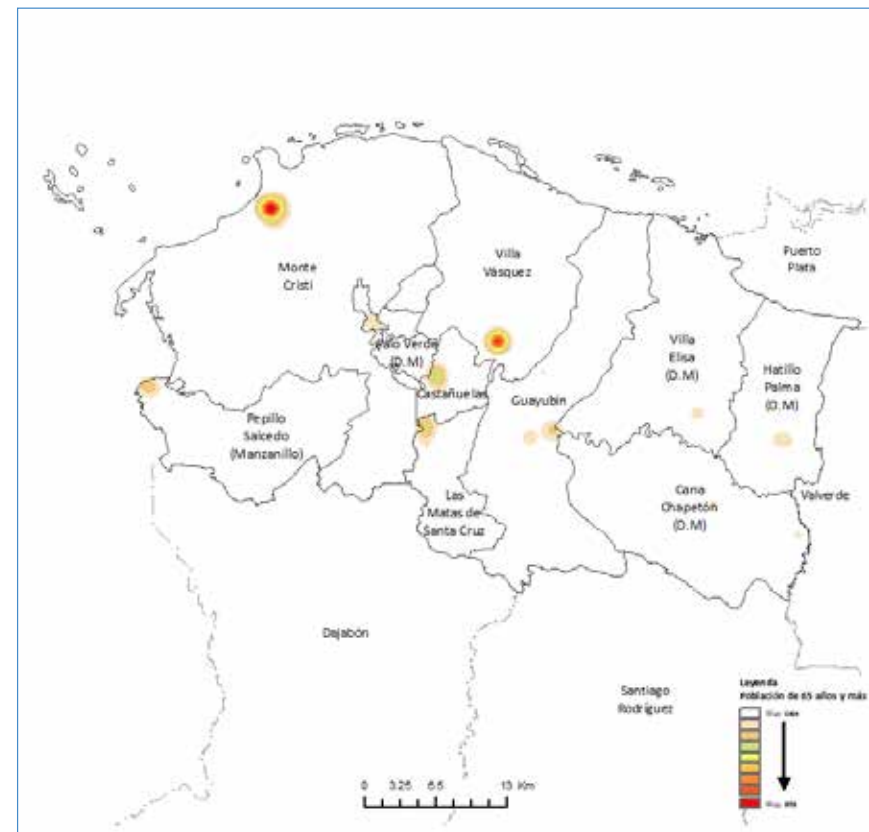 Puerto
Plata
Villa
Vásquez
Monte
Cristi
Villa
Elisa
(D.M)
Palo Verde
(D.M)
Hatillo
Palma
(D.M)
Castañuelas
Guayubin
Pepillo
Salcedo
(Manzanillo)
Cana
Chapetón
(D.M)
Valverde
Las
Matas de
Santa Cruz
Dajabón
Santiago
Rodríguez
Leyenda
Población de 65 años y más
0 3.25 6.5 13 Km